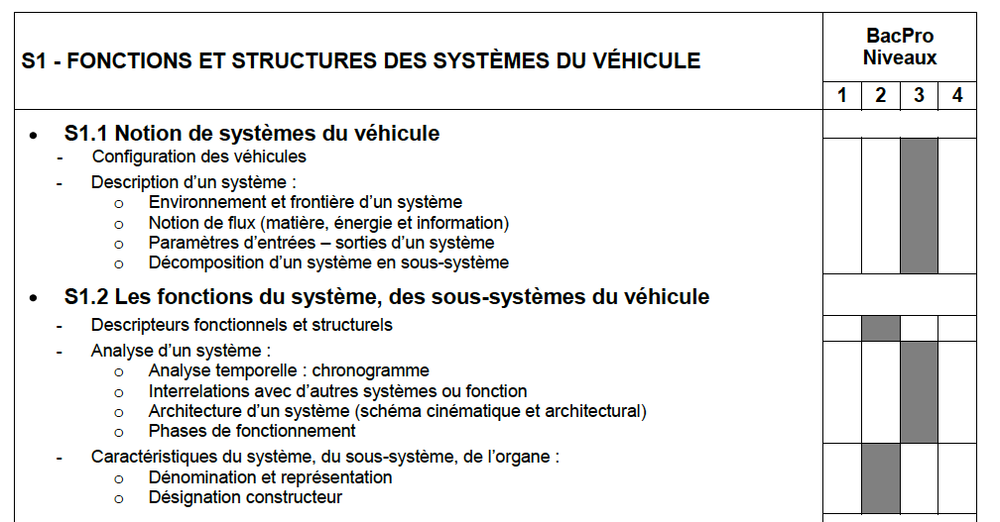 S1 - FONCTIONS ET STRUCTURES DES SYSTÈMES DU VÉHICULE
BacPro
Niveaux
1 2 3 4
• S1.1 Notion de systèmes du véhicule
- Configuration des véhicules
- Description d’un système :
o Environnement et frontière d’un système
o Notion de flux (matière, énergie et information)
o Paramètres d’entrées – sorties d’un système
o Décomposition d’un système en sous-système
• S1.2 Les fonctions du système, des sous-systèmes du véhicule
- Descripteurs fonctionnels et structurels
- Analyse d’un système :
o Analyse temporelle : chronogramme
o Interrelations avec d’autres systèmes ou fonction
o Architecture d’un système (schéma cinématique et architectural)
o Phases de fonctionnement
- Caractéristiques du système, du sous-système, de l’organe :
o Dénomination et représentation
o Désignation constructeur